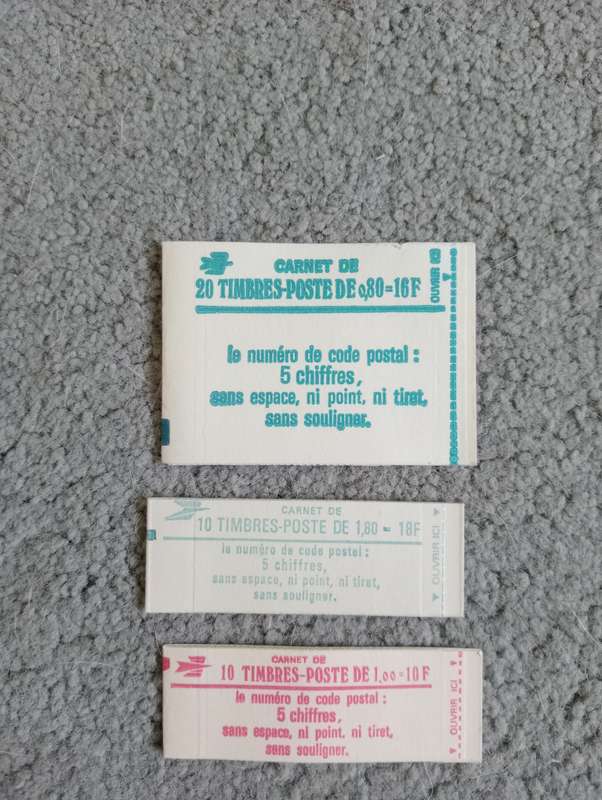 CARNET DE
20 TIMBRES-POSTE DE 0,80=16F
OUVRIR ICI
le numéro de code postal :
5 chiffres,
sans espace, ni point, ni tiret,
sans souligner.
CARNET DE
10 TIMBRES-POSTE DE 1,80 = 18F
OUVRIR ICI
le numéro de code postal :
5 chiffres,
sans espace, ni point, ni tiret,
sans souligner.
CARNET DE
10 TIMBRES-POSTE DE 1,00=10F
OUVRIR ICI
le numéro de code postal :
5 chiffres,
sans espace, ni point, ni tiret,
sans souligner.